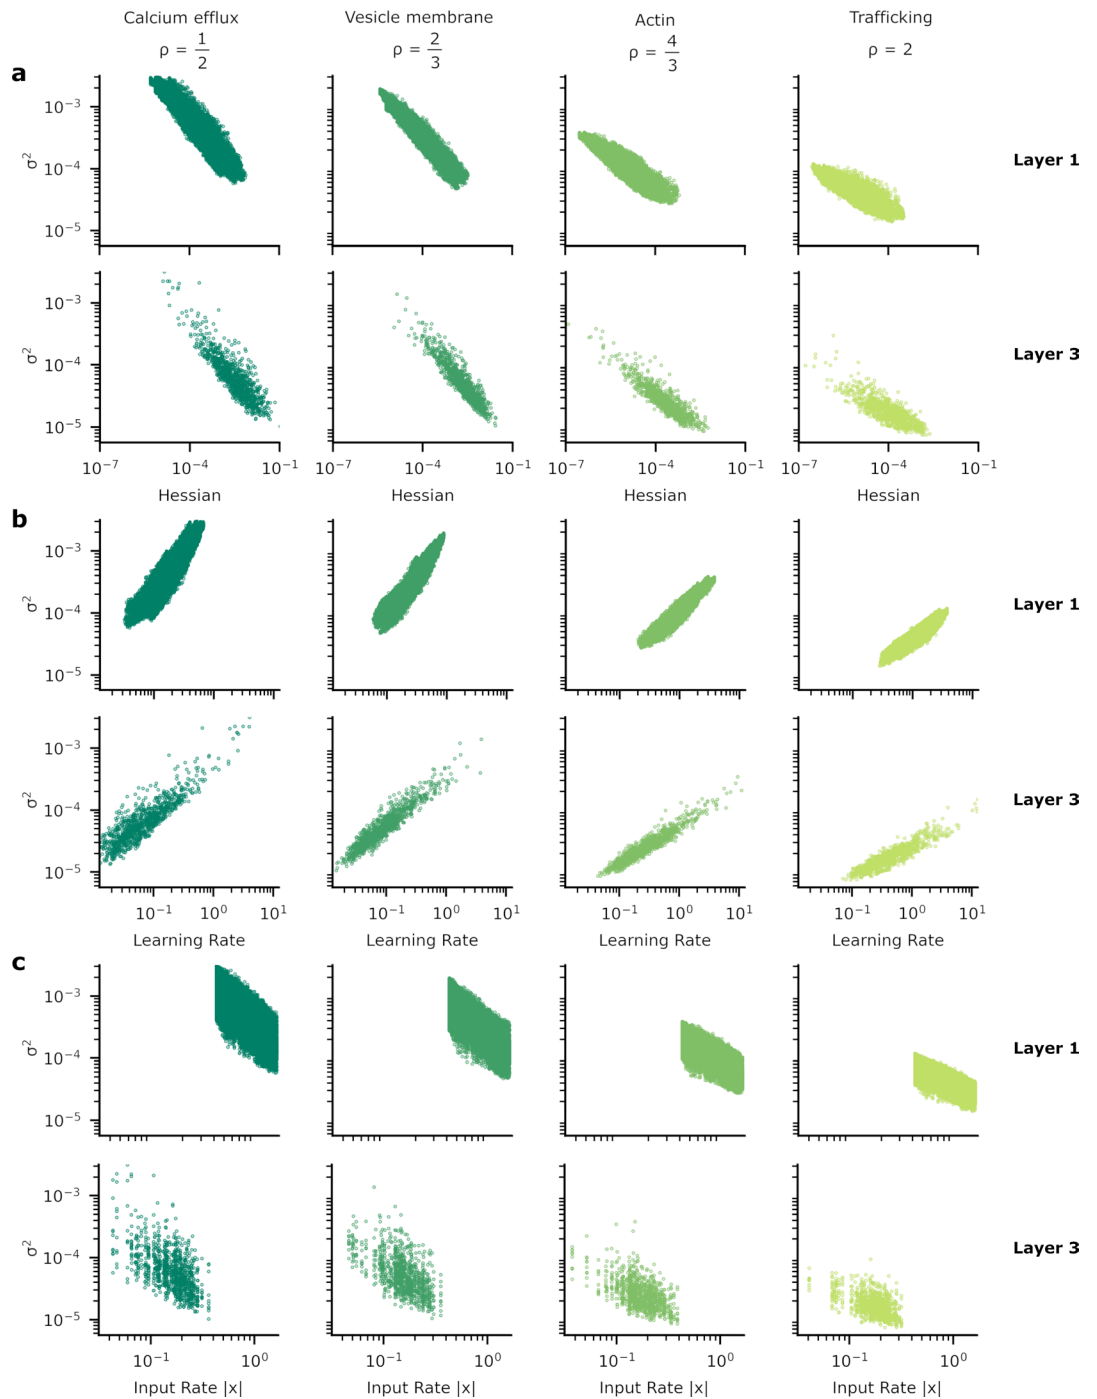 Calcium efflux Vesicle membrane Actin Trafficking
ρ = 1/2 ρ = 2/3 ρ = 4/3 ρ = 2
a
10⁻³
10⁻⁴
10⁻⁵
σ²
Layer 1
10⁻³
10⁻⁴
10⁻⁵
σ²
Layer 3
10⁻⁷ 10⁻⁴ 10⁻¹ 10⁻⁷ 10⁻⁴ 10⁻¹ 10⁻⁷ 10⁻⁴ 10⁻¹ 10⁻⁷ 10⁻⁴ 10⁻¹
Hessian Hessian Hessian Hessian
b
10⁻³
10⁻⁴
10⁻⁵
σ²
Layer 1
10⁻³
10⁻⁴
10⁻⁵
σ²
Layer 3
10⁻¹ 10⁰ 10¹ 10⁻¹ 10⁰ 10¹ 10⁻¹ 10⁰ 10¹ 10⁻¹ 10⁰ 10¹
Learning Rate Learning Rate Learning Rate Learning Rate
c
10⁻³
10⁻⁴
10⁻⁵
σ²
Layer 1
10⁻³
10⁻⁴
10⁻⁵
σ²
Layer 3
10⁻¹ 10⁰ 10⁻¹ 10⁰ 10⁻¹ 10⁰ 10⁻¹ 10⁰
Input Rate |x| Input Rate |x| Input Rate |x| Input Rate |x|